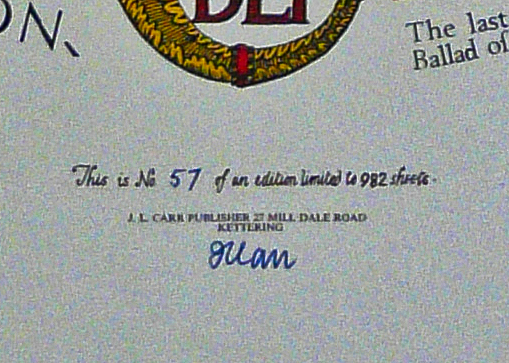 ON,
DLI
The last
Ballad of
This is No 57 of an edition limited to 982 sheets.
J. L. CARR PUBLISHER 27 MILL DALE ROAD
KETTERING